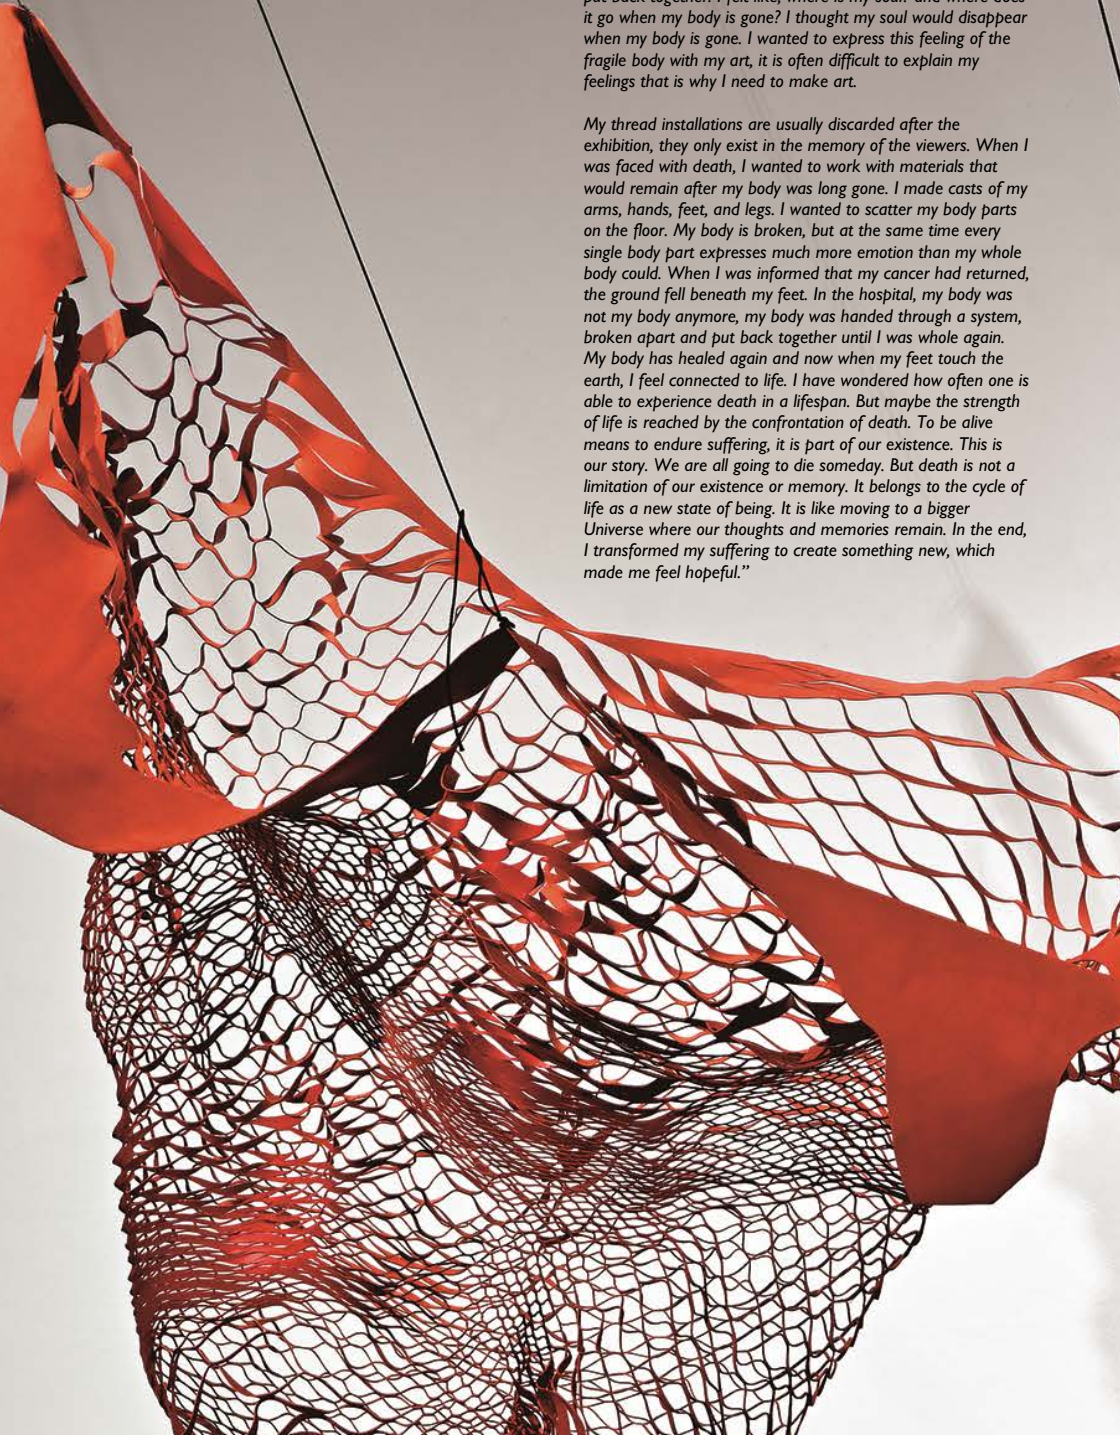 put back together. I felt like, where is my soul? and where does
it go when my body is gone? I thought my soul would disappear
when my body is gone. I wanted to express this feeling of the
fragile body with my art, it is often difficult to explain my
feelings that is why I need to make art.
My thread installations are usually discarded after the
exhibition, they only exist in the memory of the viewers. When I
was faced with death, I wanted to work with materials that
would remain after my body was long gone. I made casts of my
arms, hands, feet, and legs. I wanted to scatter my body parts
on the floor. My body is broken, but at the same time every
single body part expresses much more emotion than my whole
body could. When I was informed that my cancer had returned,
the ground fell beneath my feet. In the hospital, my body was
not my body anymore, my body was handed through a system,
broken apart and put back together until I was whole again.
My body has healed again and now when my feet touch the
earth, I feel connected to life. I have wondered how often one is
able to experience death in a lifespan. But maybe the strength
of life is reached by the confrontation of death. To be alive
means to endure suffering, it is part of our existence. This is
our story. We are all going to die someday. But death is not a
limitation of our existence or memory. It belongs to the cycle of
life as a new state of being. It is like moving to a bigger
Universe where our thoughts and memories remain. In the end,
I transformed my suffering to create something new, which
made me feel hopeful.”